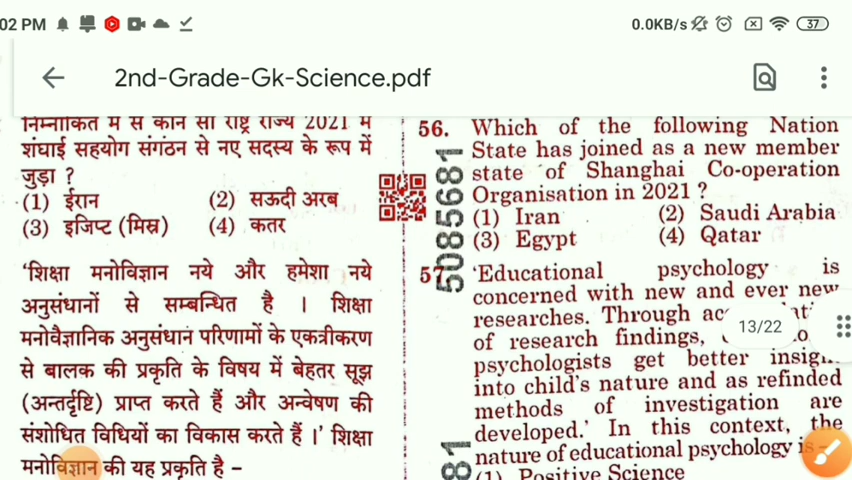 :02 PM
0.0KB/s
37
2nd-Grade-Gk-Science.pdf
निम्नांकित में से कौन सा राष्ट्र राज्य 2021 में
शंघाई सहयोग संगठन से नए सदस्य के रूप में
जुड़ा ?
(1) ईरान (2) सऊदी अरब
(3) इजिप्ट (मिस्र) (4) कतर
'शिक्षा मनोविज्ञान नये और हमेशा नये
अनुसंधानों से सम्बन्धित है । शिक्षा
मनोवैज्ञानिक अनुसंधान परिणामों के एकत्रीकरण
से बालक की प्रकृति के विषय में बेहतर सूझ
(अन्तर्दृष्टि) प्राप्त करते हैं और अन्वेषण की
संशोधित विधियों का विकास करते हैं ।' शिक्षा
मनोविज्ञान की यह प्रकृति है –
5085681
81
56. Which of the following Nation
State has joined as a new member
state of Shanghai Co-operation
Organisation in 2021 ?
(1) Iran (2) Saudi Arabia
(3) Egypt (4) Qatar
57. 'Educational psychology is
concerned with new and ever new
researches. Through
of research findings,
psychologists get better
into child's nature and as refinded
methods of investigation are
developed.' In this context, the
nature of educational psychology is –
(1) Positive Science
13/22